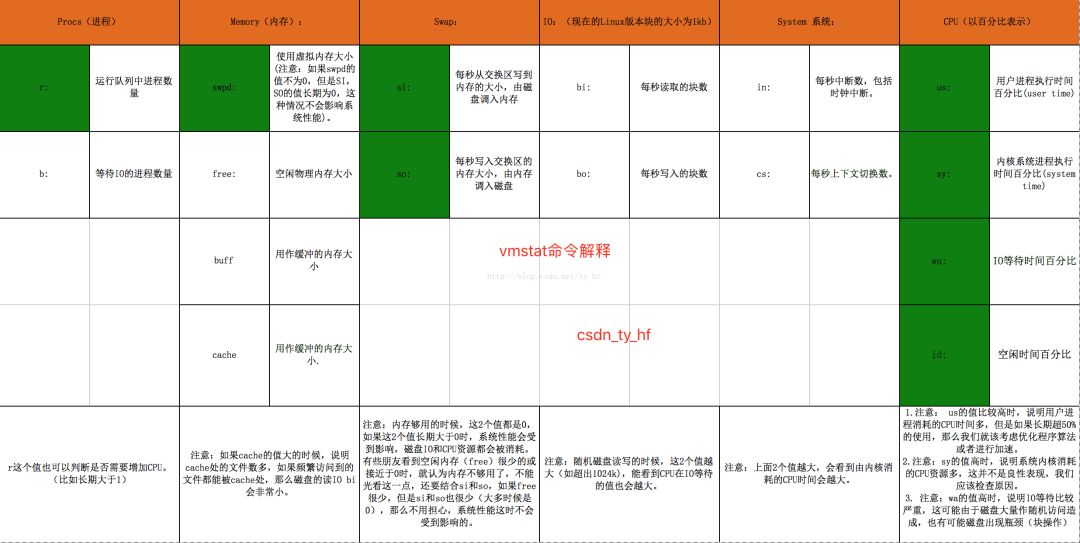 Procs（进程）
Memory（内存）：
Swap：
IO：（现在的Linux版本块的大小为1kb）
System 系统：
CPU（以百分比表示）
r：
运行队列中进程数
量
swpd：
使用虚拟内存大小
（注意：如果swpd的
值不为0，但是SI，
SO的值长期为0，这
种情况不会影响系
统性能）。
si：
每秒从交换区写到
内存的大小，由磁
盘调入内存
bi：
每秒读取的块数
in：
每秒中断数，包括
时钟中断。
us：
用户进程执行时间
百分比(user time)
b：
等待IO的进程数量
free：
空闲物理内存大小
so：
每秒写入交换区的
内存大小，由内存
调入磁盘
bo：
每秒写入的块数
cs：
每秒上下文切换数。
sy：
内核系统进程执行
时间百分比(system
time)
buff
用作缓冲的内存大
小
vmstat命令解释
http://blog.csdn.net/ty_hf
wa：
IO等待时间百分比
cache
用作缓冲的内存大
小.
csdn_ty_hf
id：
空闲时间百分比
r这个值也可以判断是否需要增加CPU。
（比如长期大于1）
注意：如果cache的值大的时候，说明
cache处的文件数多，如果频繁访问到的
文件都能被cache处，那么磁盘的读IO bi
会非常小。
注意：内存够用的时候，这2个值都是0，
如果这2个值长期大于0时，系统性能会受
到影响，磁盘IO和CPU资源都会被消耗。
有些朋友看到空闲内存（free）很少的或
接近于0时，就认为内存不够用了，不能
光看这一点，还要结合si和so，如果free
很少，但是si和so也很少（大多时候是
0），那么不用担心，系统性能这时不会
受到影响的。
注意：随机磁盘读写的时候，这2个值越
大（如超出1024k），能看到CPU在IO等待
的值也会越大。
注意：上面2个值越大，会看到由内核消
耗的CPU时间会越大。
1.注意： us的值比较高时，说明用户进
程消耗的CPU时间多，但是如果长期超50%
的使用，那么我们就该考虑优化程序算法
或者进行加速。
2.注意：sy的值高时，说明系统内核消耗
的CPU资源多，这并不是良性表现，我们
应该检查原因。
3. 注意：wa的值高时，说明IO等待比较
严重，这可能由于磁盘大量作随机访问造
成，也有可能磁盘出现瓶颈（块操作）